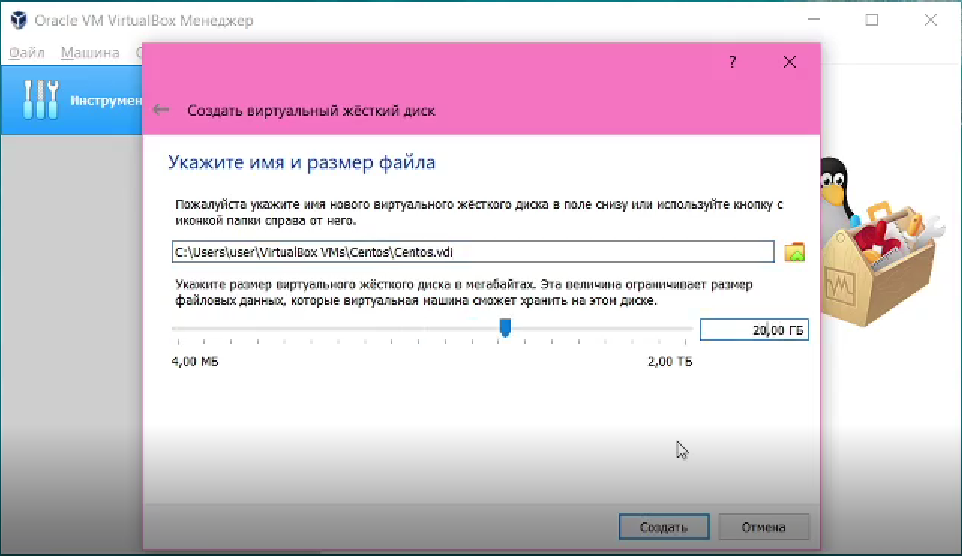 Oracle VM VirtualBox Менеджер
Файл Машина
?
Инструмен
Создать виртуальный жёсткий диск
Укажите имя и размер файла
Пожалуйста укажите имя нового виртуального жёсткого диска в поле снизу или используйте кнопку с
иконкой папки справа от него.
C:\Users\user\VirtualBox VMs\Centos\Centos.vdi
Укажите размер виртуального жёсткого диска в мегабайтах. Эта величина ограничивает размер
файловых данных, которые виртуальная машина сможет хранить на этом диске.
20,00 ГБ
4,00 МБ 2,00 ТБ
Создать Отмена